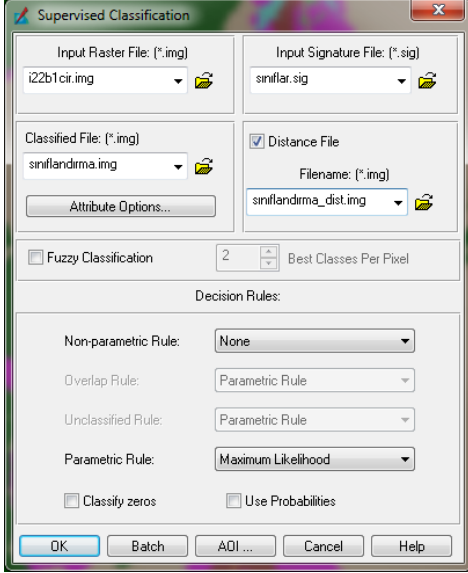 Supervised Classification
Input Raster File: (*.img)
i22b1cir.img
Input Signature File: (*.sig)
sınıflar.sig
Classified File: (*.img)
sınıflandırma.img
Attribute Options...
Distance File
Filename: (*.img)
sınıflandırma_dist.img
Fuzzy Classification
2
Best Classes Per Pixel
Decision Rules:
Non-parametric Rule:
None
Overlap Rule:
Parametric Rule
Unclassified Rule:
Parametric Rule
Parametric Rule:
Maximum Likelihood
Classify zeros
Use Probabilities
OK
Batch
AOI ...
Cancel
Help